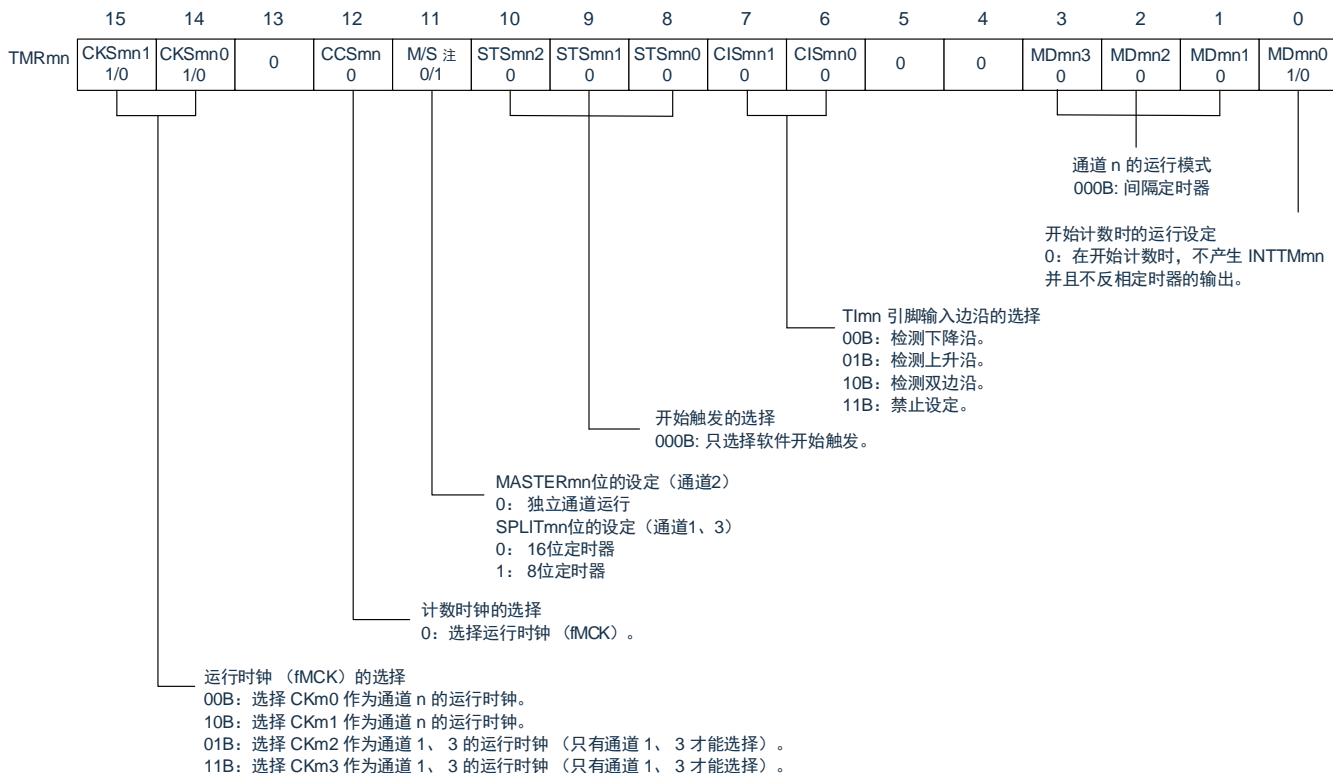 15 14 13 12 11 10 9 8 7 6 5 4 3 2 1 0
TMRmn CKSmn1 CKSmn0 0 CCSmn M/S 注 STSmn2 STSmn1 STSmn0 CISmn1 CISmn0 0 0 MDmn3 MDmn2 MDmn1 MDmn0
1/0 1/0 0 0/1 0 0 0 0 0 0 0 0 1/0
通道 n 的运行模式
000B: 间隔定时器
开始计数时的运行设定
0：在开始计数时，不产生 INTTMmn
并且不反相定时器的输出。
TImn 引脚输入边沿的选择
00B：检测下降沿。
01B：检测上升沿。
10B：检测双边沿。
11B：禁止设定。
开始触发的选择
000B: 只选择软件开始触发。
MASTERmn位的设定（通道2）
0： 独立通道运行
SPLITmn位的设定（通道1、3）
0： 16位定时器
1： 8位定时器
计数时钟的选择
0：选择运行时钟（fMCK）。
运行时钟 （fMCK）的选择
00B：选择 CKm0 作为通道 n 的运行时钟。
10B：选择 CKm1 作为通道 n 的运行时钟。
01B：选择 CKm2 作为通道 1、 3 的运行时钟 （只有通道 1、 3 才能选择）。
11B：选择 CKm3 作为通道 1、 3 的运行时钟 （只有通道 1、 3 才能选择）。